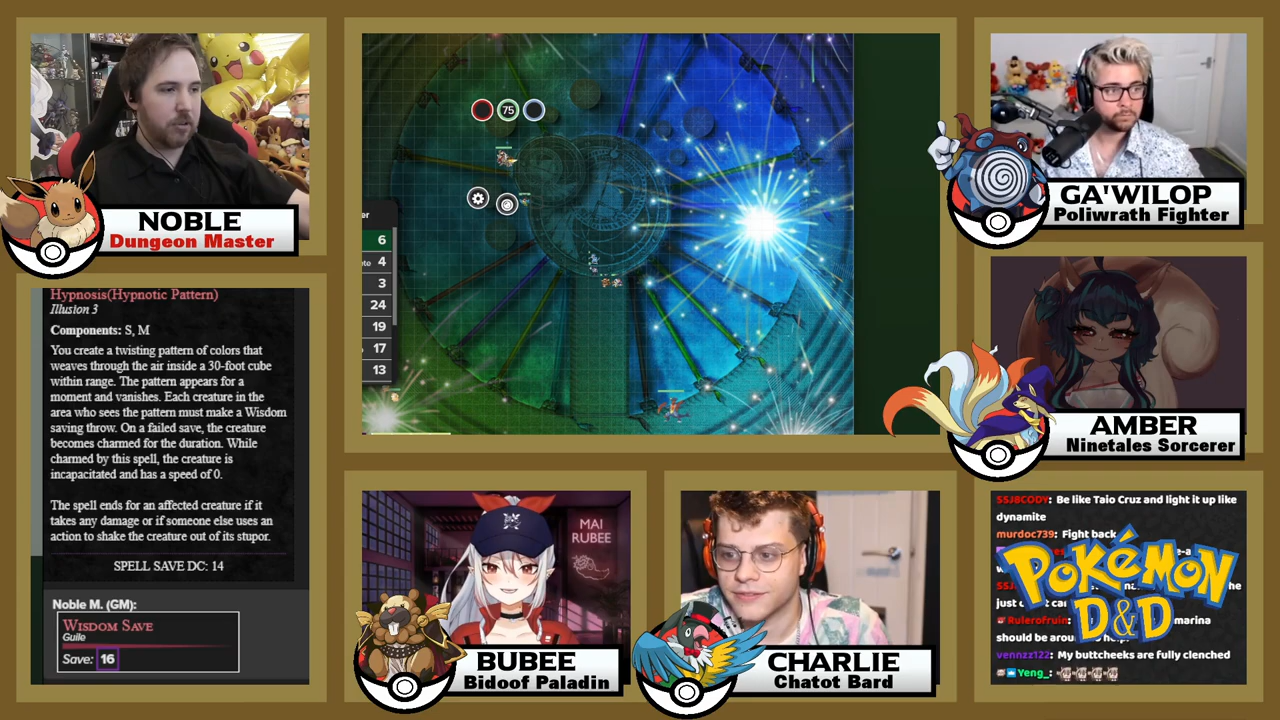 NOBLE
Dungeon Master
Hypnosis(Hypnotic Pattern)
Illusion 3
Components: S, M
You create a twisting pattern of colors that
weaves through the air inside a 30-foot cube
within range. The pattern appears for a
moment and vanishes. Each creature in the
area who sees the pattern must make a Wisdom
saving throw. On a failed save, the creature
becomes charmed for the duration. While
charmed by this spell, the creature is
incapacitated and has a speed of 0.
The spell ends for an affected creature if it
takes any damage or if someone else uses an
action to shake the creature out of its stupor.
SPELL SAVE DC: 14
Noble M. (GM):
WISDOM SAVE
Guile
Save: 16
75
er
6
4
3
24
19
17
13
MAI
RUBEE
BUBEE
Bidoof Paladin
CHARLIE
Chatot Bard
GA'WILOP
Poliwrath Fighter
AMBER
Ninetales Sorcerer
SSJ8CODY: Be like Taio Cruz and light it up like
dynamite
murdoc739: Fight back
just
Rulerofruin: marina
should be
vennzz122: My buttcheeks are fully clenched
Yeng_:
POKéMON
D&D